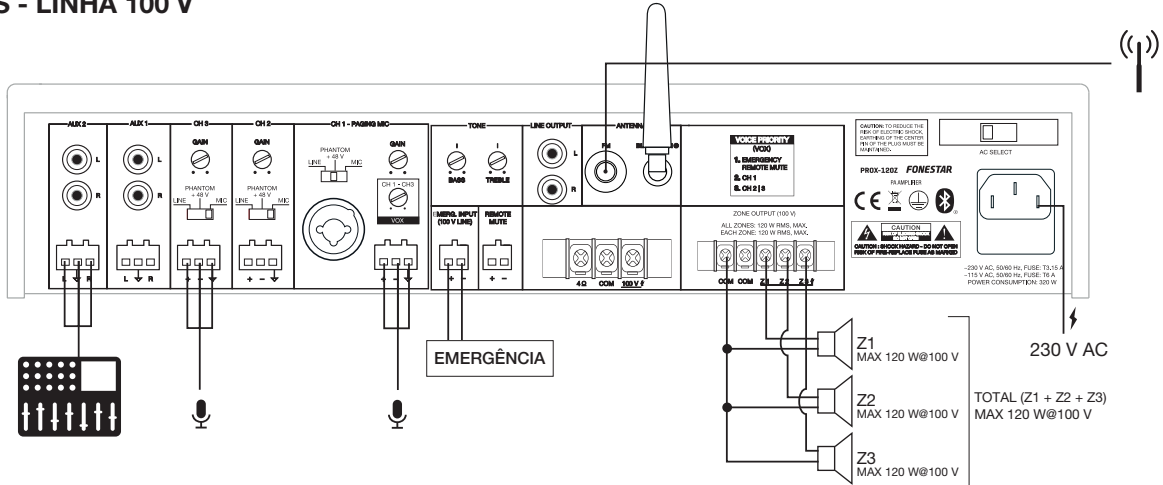 S - LINHA 100 V
AUX 2
AUX 1
CH 3
CH 2
CH 1 - PAGING MIC
TONE
LINE OUTPUT
ANTENN
L
R
L
R
GAIN
PHANTOM
+ 48 V
LINE
MIC
GAIN
PHANTOM
+ 48 V
LINE
MIC
PHANTOM
+ 48 V
LINE
MIC
GAIN
CH 1 - CH3
VOX
BASS
TREBLE
L
R
FM
VOICE PRIORITY
(VOX)
1. EMERGENCY
REMOTE MUTE
2. CH 1
3. CH 2 | 3
CAUTION: TO REDUCE THE
RISK OF ELECTRIC SHOCK,
EARTHING OF THE CENTER
PIN OF THE PLUG MUST BE
MAINTAINED.
AC SELECT
PROX-120Z FONESTAR
PA AMPLIFIER
CE
CAUTION
CAUTION : SHOCK HAZARD - DO NOT OPEN
RISK OF FIRE-REPLACE FUSE AS MARKED
~230 V AC, 50/60 Hz, FUSE: T3,15 A
~115 V AC, 50/60 Hz, FUSE: T6 A
POWER CONSUMPTION: 320 W
L R
L R
+ -
+ -
+ -
EMERG. INPUT
(100 V LINE)
+ -
REMOTE
MUTE
+ -
4 Ω COM 100 V
ZONE OUTPUT (100 V)
ALL ZONES: 120 W RMS, MAX.
EACH ZONE: 120 W RMS, MAX.
COM COM Z 1 Z 2 Z 3
EMERGÊNCIA
230 V AC
Z1
MAX 120 W@100 V
Z2
MAX 120 W@100 V
Z3
MAX 120 W@100 V
TOTAL (Z1 + Z2 + Z3)
MAX 120 W@100 V